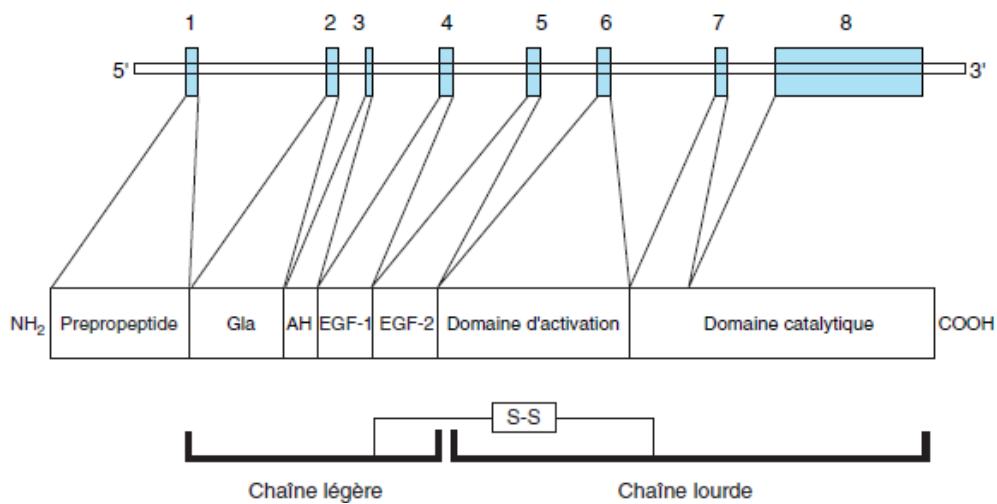 1 2 3 4 5 6 7 8
5' 3'
NH2 Prepropeptide Gla AH EGF-1 EGF-2 Domaine d'activation Domaine catalytique COOH
S-S
Chaîne légère Chaîne lourde